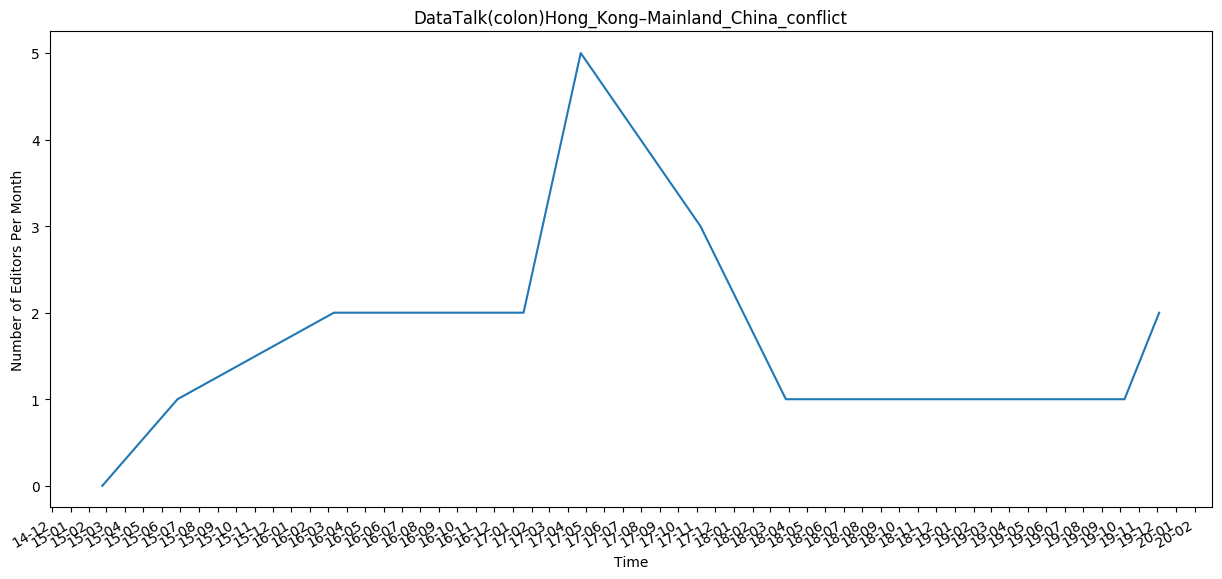 DataTalk(colon)Hong_Kong–Mainland_China_conflict
Number of Editors Per Month
5
4
3
2
1
0
14-12 15-01 15-02 15-03 15-04 15-05 15-06 15-07 15-08 15-09 15-10 15-11 15-12 16-01 16-02 16-03 16-04 16-05 16-06 16-07 16-08 16-09 16-10 16-11 16-12 17-01 17-02 17-03 17-04 17-05 17-06 17-07 17-08 17-09 17-10 17-11 17-12 18-01 18-02 18-03 18-04 18-05 18-06 18-07 18-08 18-09 18-10 18-11 18-12 19-01 19-02 19-03 19-04 19-05 19-06 19-07 19-08 19-09 19-10 19-11 19-12 20-01 20-02
Time